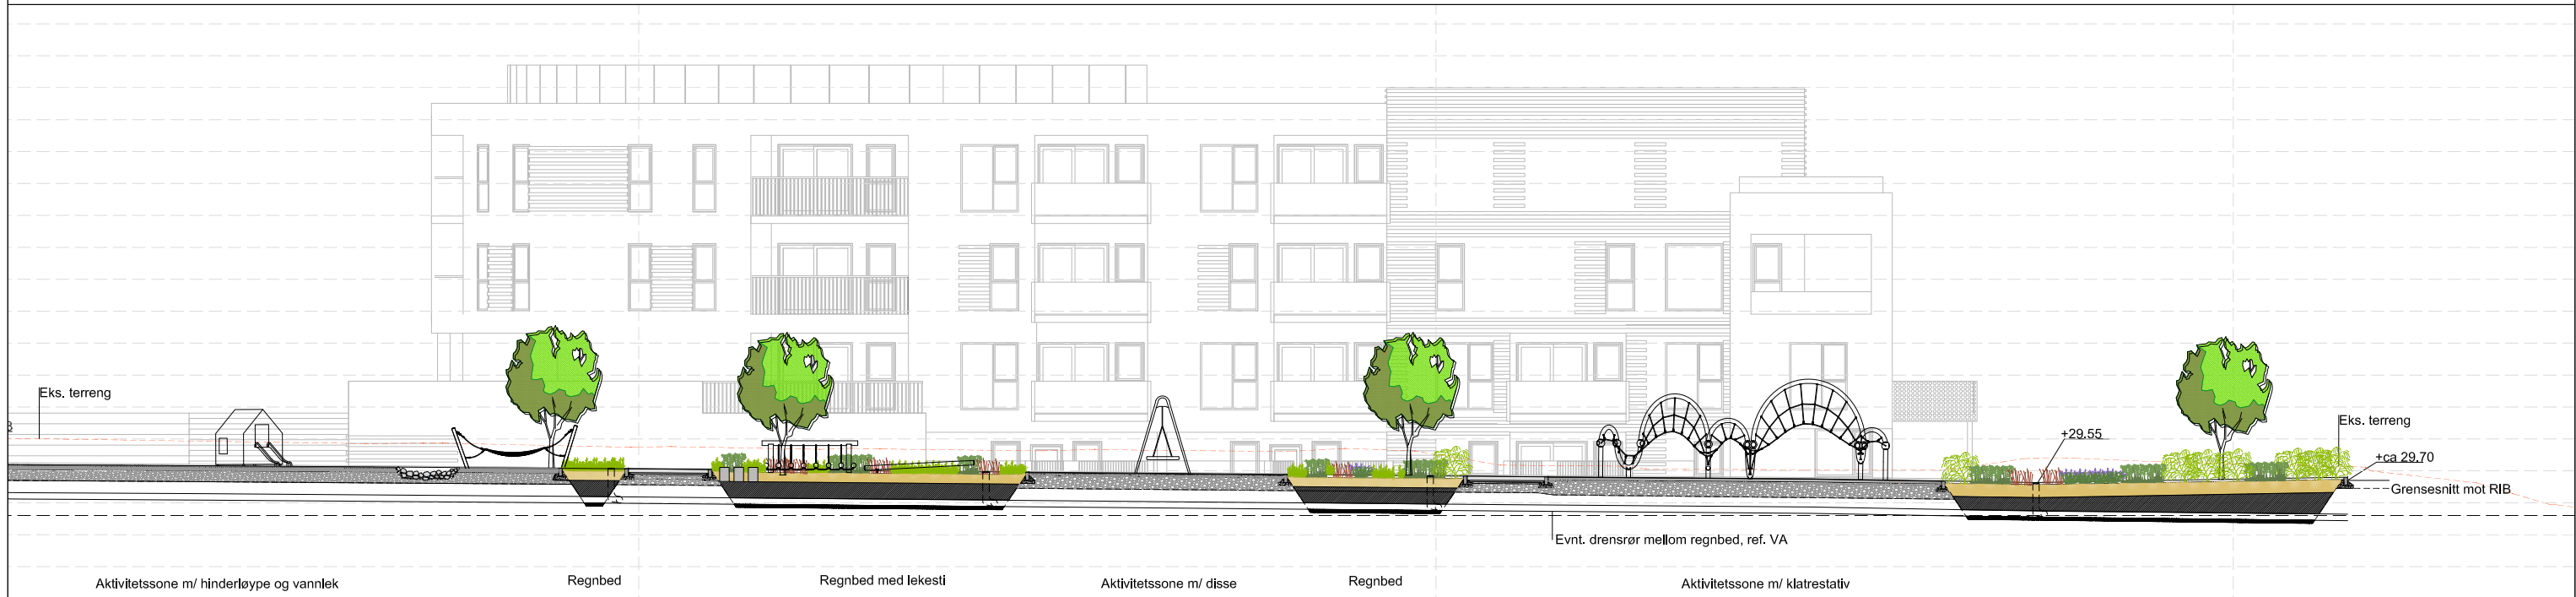 Eks. terreng
Eks. terreng
+29.55
+ca 29.70
Grensesnitt mot RIB
Evnt. drensrør mellom regnbed, ref. VA
Aktivitetssone m/ hinderløype og vannlek
Regnbed
Regnbed med lekesti
Aktivitetssone m/ disse
Regnbed
Aktivitetssone m/ klatrestativ